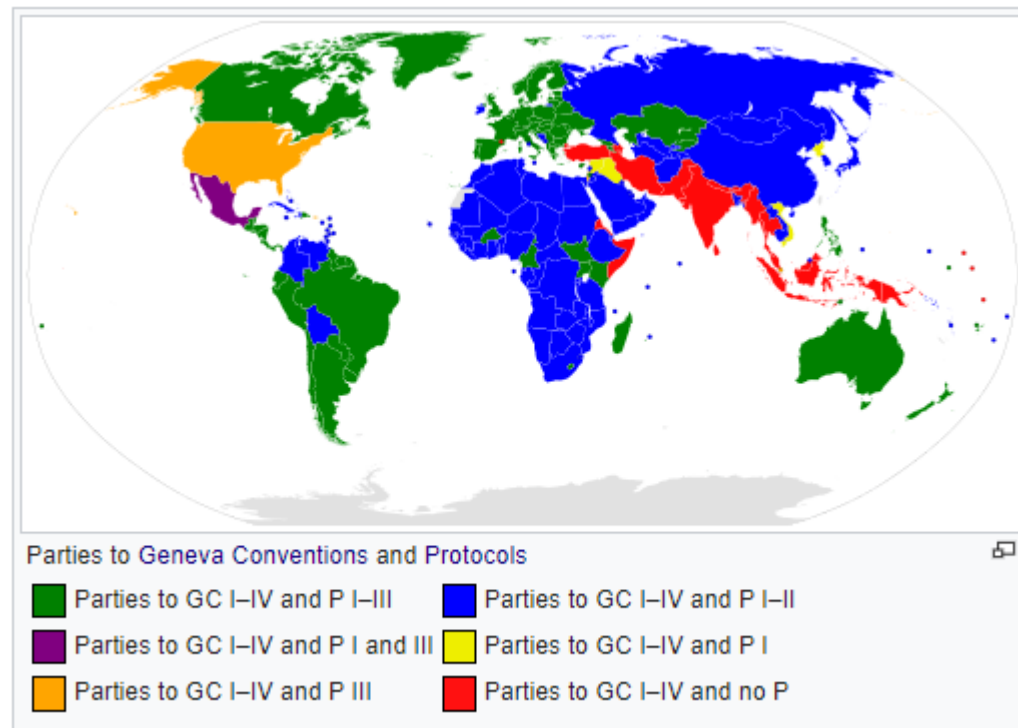 Parties to Geneva Conventions and Protocols
Parties to GC I–IV and P I–III
Parties to GC I–IV and P I–II
Parties to GC I–IV and P I and III
Parties to GC I–IV and P I
Parties to GC I–IV and P III
Parties to GC I–IV and no P